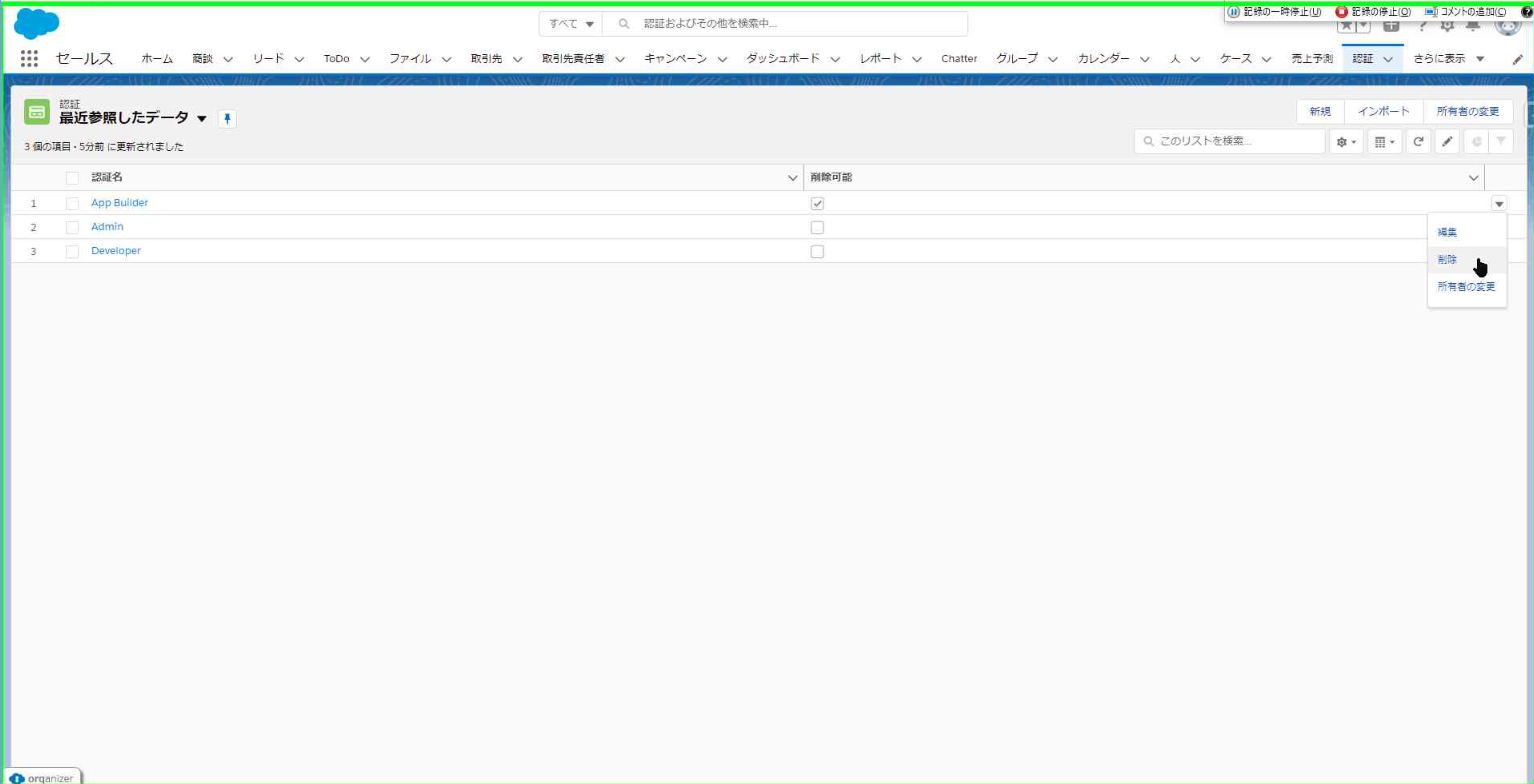 記録の一時停止(U) 記録の停止(O) コメントの追加(C)
すべて 認証およびその他を検索中...
セールス ホーム 商談 リード ToDo ファイル 取引先 取引先責任者 キャンペーン ダッシュボード レポート Chatter グループ カレンダー 人 ケース 売上予測 認証 さらに表示
認証
最近参照したデータ
新規 インポート 所有者の変更
3 個の項目・5分前 に更新されました
このリストを検索...
認証名 削除可能
1 App Builder
2 Admin
3 Developer
編集
削除
所有者の変更
organizer